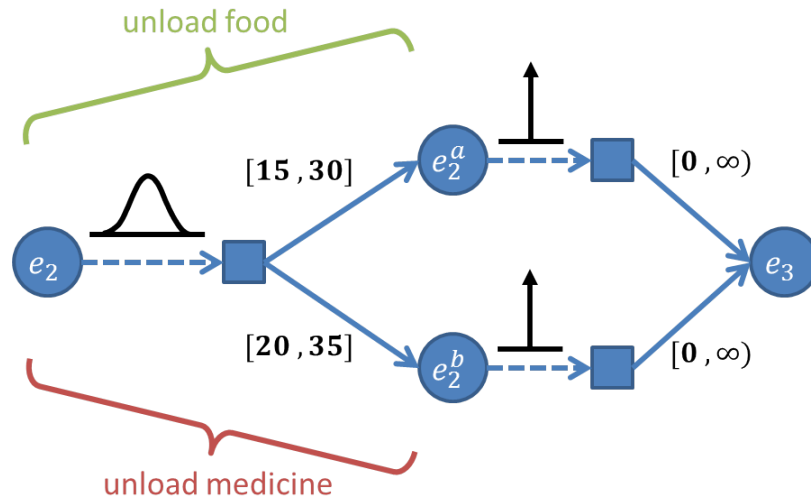 unload food
[15 , 30]
e₂ᵃ
[0 , ∞)
e₂
e₃
[20 , 35]
e₂ᵇ
[0 , ∞)
unload medicine